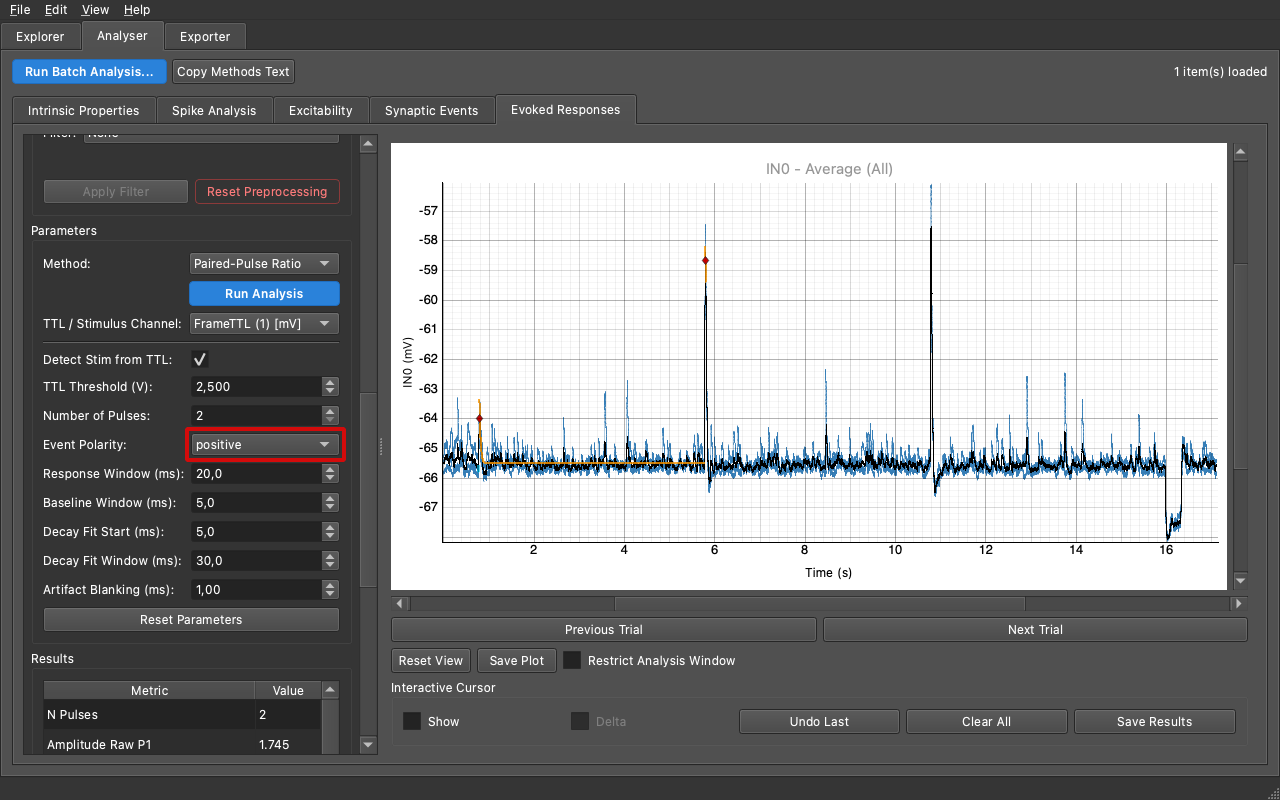 File Edit View Help
Explorer Analyser Exporter
Run Batch Analysis... Copy Methods Text 1 item(s) loaded
Intrinsic Properties Spike Analysis Excitability Synaptic Events Evoked Responses
Filter: None
Apply Filter Reset Preprocessing
Parameters
Method: Paired-Pulse Ratio
Run Analysis
TTL / Stimulus Channel: FrameTTL (1) [mV]
Detect Stim from TTL:
TTL Threshold (V): 2,500
Number of Pulses: 2
Event Polarity: positive
Response Window (ms): 20,0
Baseline Window (ms): 5,0
Decay Fit Start (ms): 5,0
Decay Fit Window (ms): 30,0
Artifact Blanking (ms): 1,00
Reset Parameters
Results
Metric Value
N Pulses 2
Amplitude Raw P1 1.745
IN0 - Average (All)
IN0 (mV)
-57
-58
-59
-60
-61
-62
-63
-64
-65
-66
-67
2 4 6 8 10 12 14 16
Time (s)
Previous Trial Next Trial
Reset View Save Plot Restrict Analysis Window
Interactive Cursor
Show Delta Undo Last Clear All Save Results